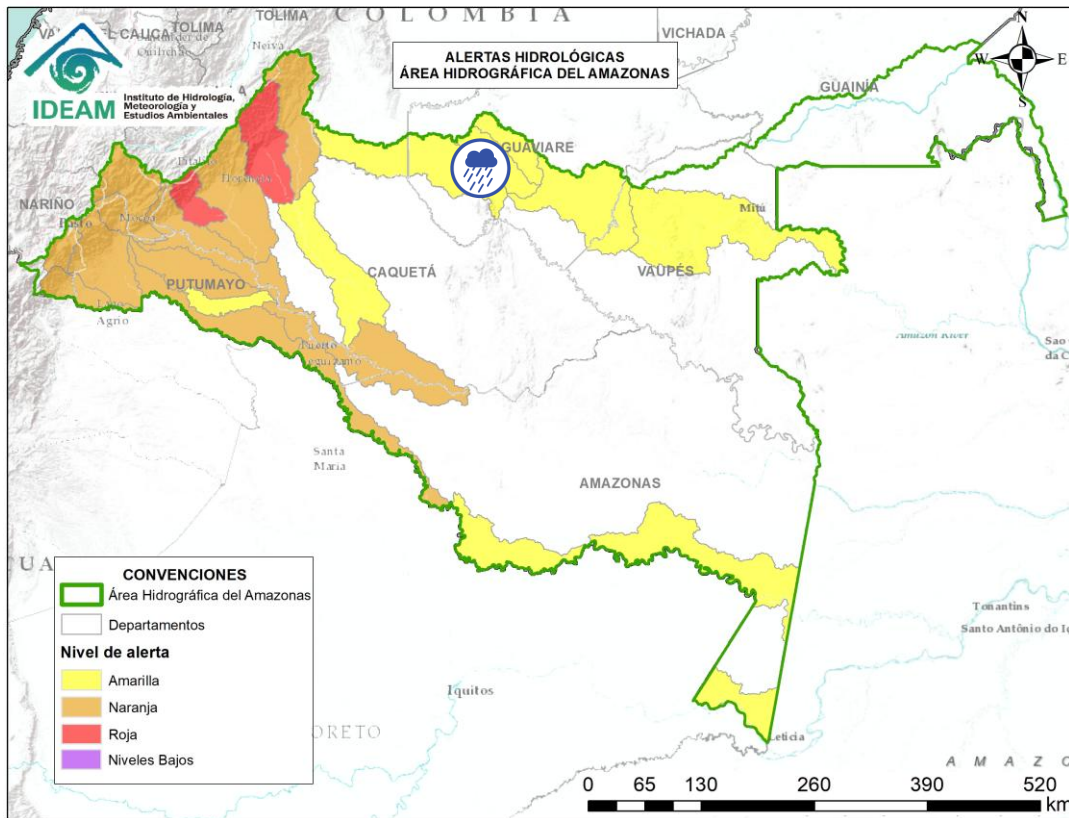 COLOMBIA
TOLIMA
TOLIMA
VICHADA
Neiva
ALERTAS HIDROLÓGICAS
ÁREA HIDROGRÁFICA DEL AMAZONAS
N
W
E
S
IDEAM
Instituto de Hidrología,
Meteorología y
Estudios Ambientales
GUAINÍA
GUAVIARE
NARIÑO
Pasto
Mocoa
Mitú
CAQUETÁ
VAUPÉS
PUTUMAYO
Lago
Agrio
Puerto
Leguízamo
Amazon River
Santa
María
AMAZONAS
CONVENCIONES
Área Hidrográfica del Amazonas
Departamentos
Nivel de alerta
Amarilla
Naranja
Roja
Niveles Bajos
Tonantins
Santo Antônio do
Iquitos
ORETO
Leticia
A M A Z O
0 65 130 260 390 520
km